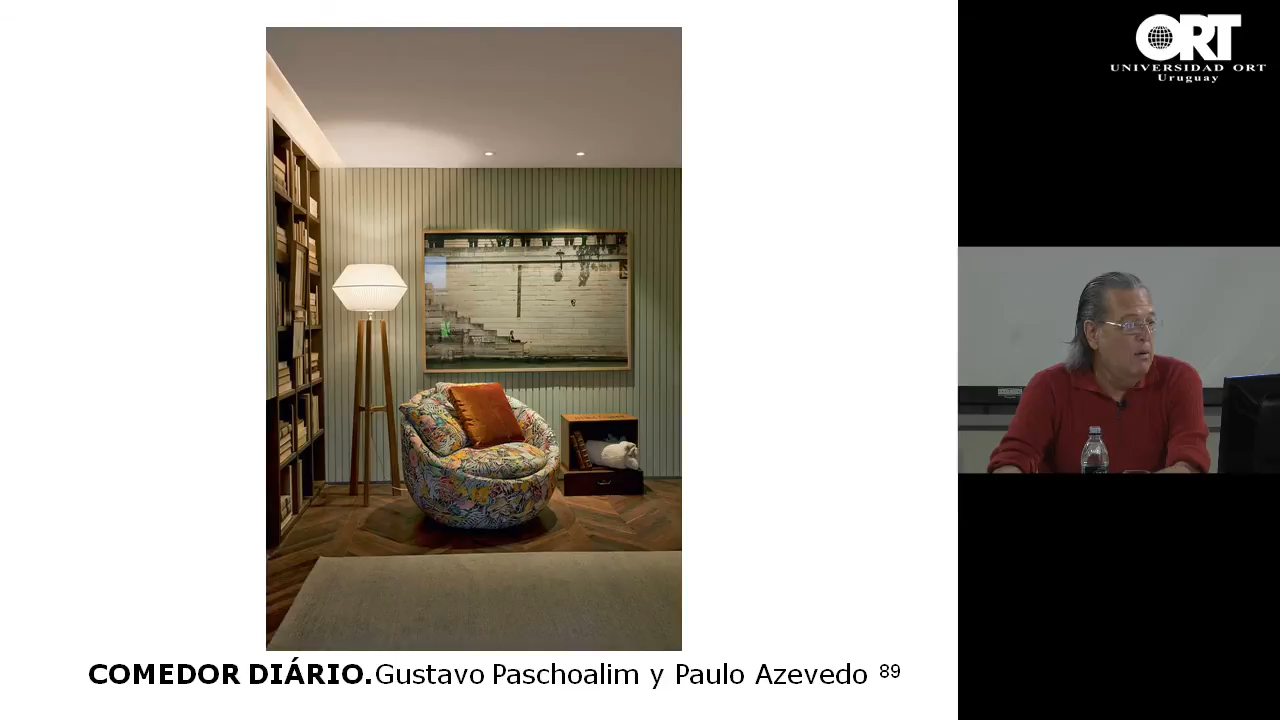 ORT
UNIVERSIDAD ORT
Uruguay
COMEDOR DIÁRIO.Gustavo Paschoalim y Paulo Azevedo 89